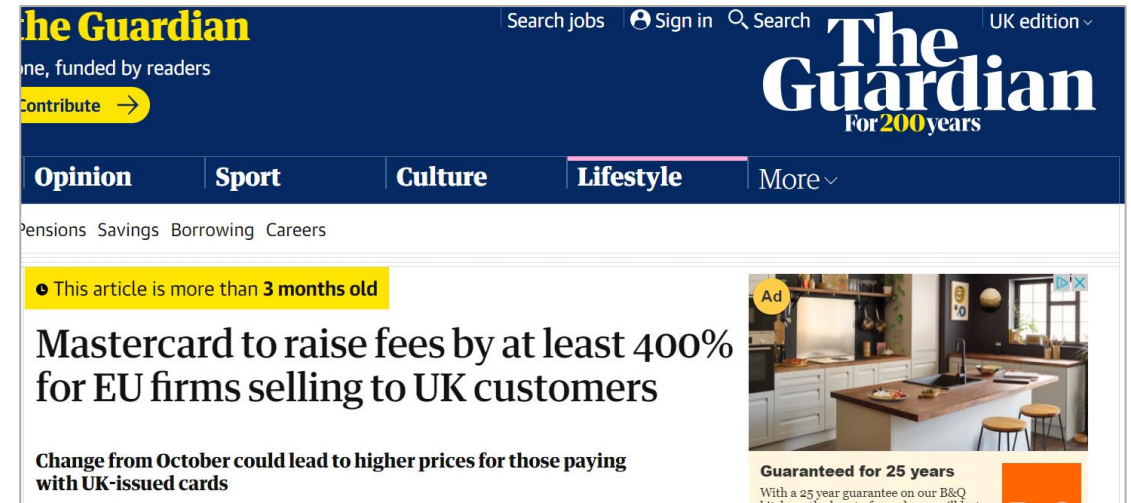 the Guardian
Search jobs Sign in Search UK edition
funded by readers
Contribute
The
Guardian
For 200 years
Opinion Sport Culture Lifestyle More
Pensions Savings Borrowing Careers
This article is more than 3 months old
Mastercard to raise fees by at least 400%
for EU firms selling to UK customers
Change from October could lead to higher prices for those paying
with UK-issued cards
Ad
Guaranteed for 25 years
With a 25 year guarantee on our B&Q